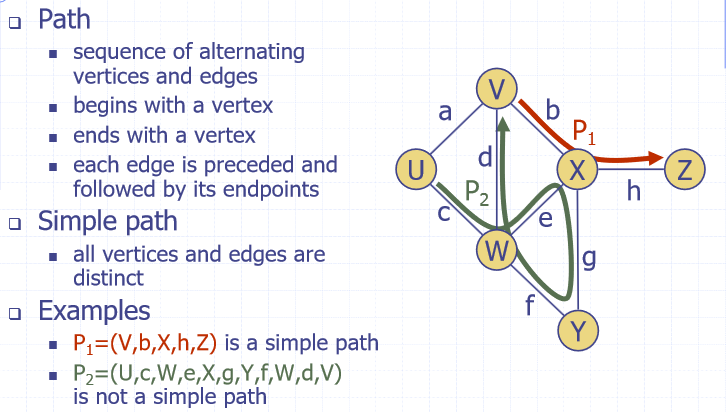 Path
sequence of alternating
vertices and edges
begins with a vertex
ends with a vertex
each edge is preceded and
followed by its endpoints
Simple path
all vertices and edges are
distinct
Examples
P1=(V,b,X,h,Z) is a simple path
P2=(U,c,W,e,X,g,Y,f,W,d,V)
is not a simple path
V
a
b
P1
d
U
X
Z
P2
h
c
e
W
g
f
Y